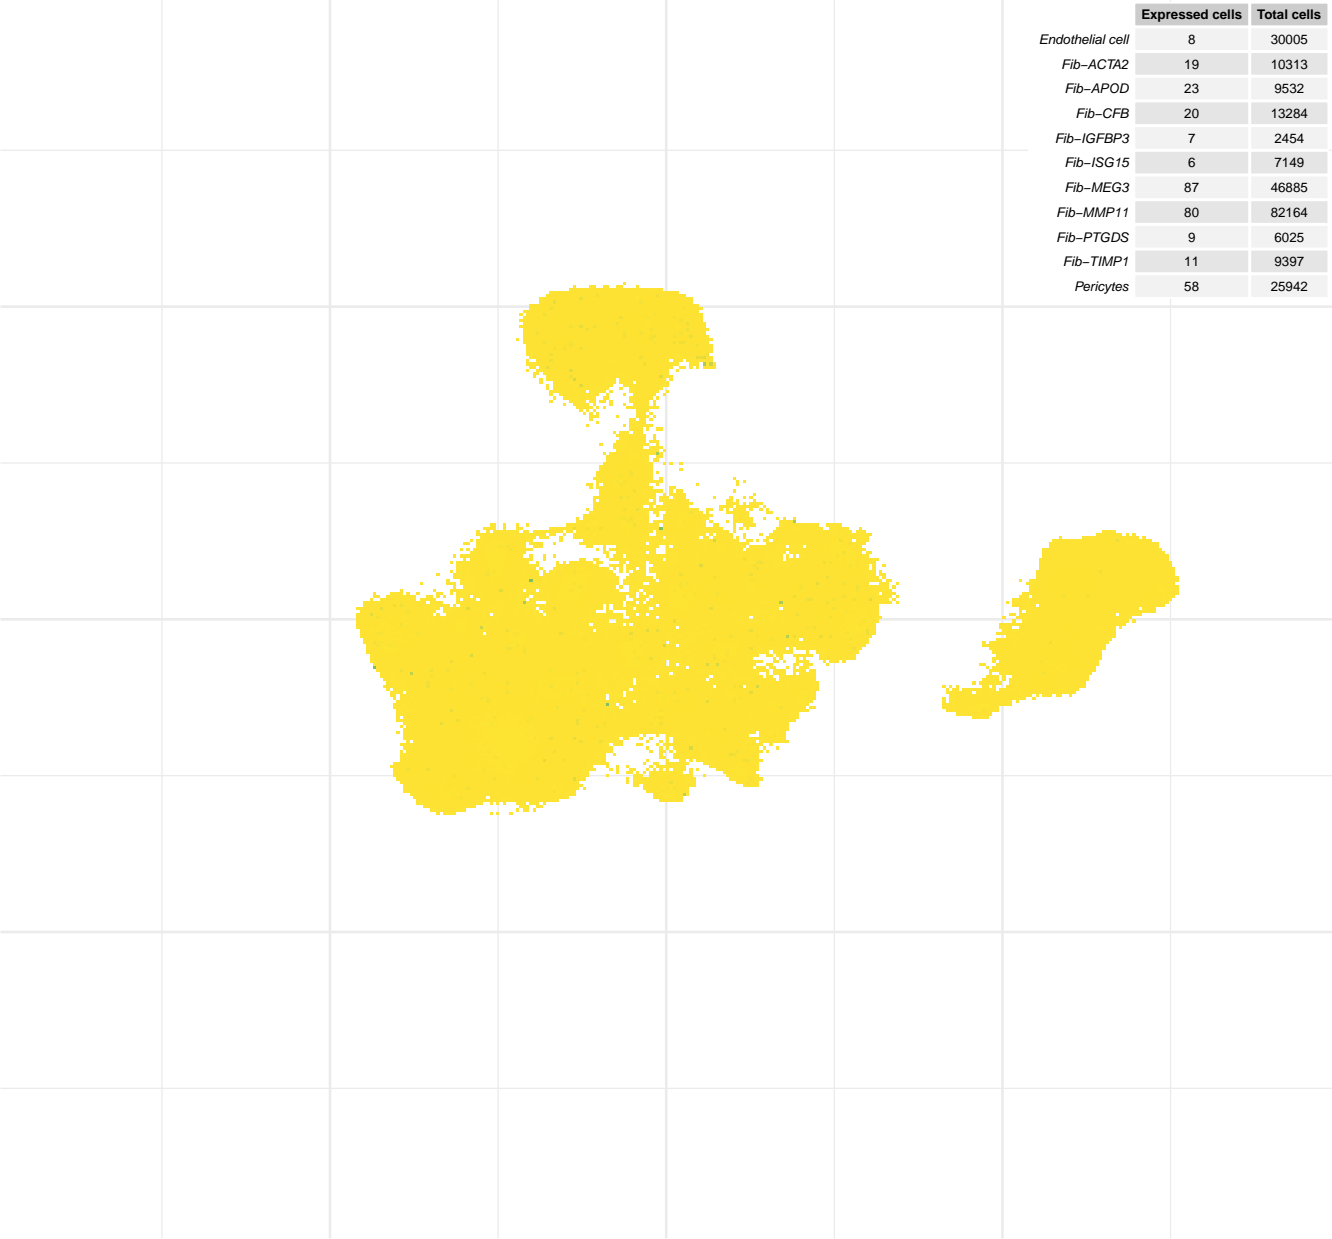 Expressed cells Total cells
Endothelial cell 8 30005
Fib−ACTA2 19 10313
Fib−APOD 23 9532
Fib−CFB 20 13284
Fib−IGFBP3 7 2454
Fib−ISG15 6 7149
Fib−MEG3 87 46885
Fib−MMP11 80 82164
Fib−PTGDS 9 6025
Fib−TIMP1 11 9397
Pericytes 58 25942